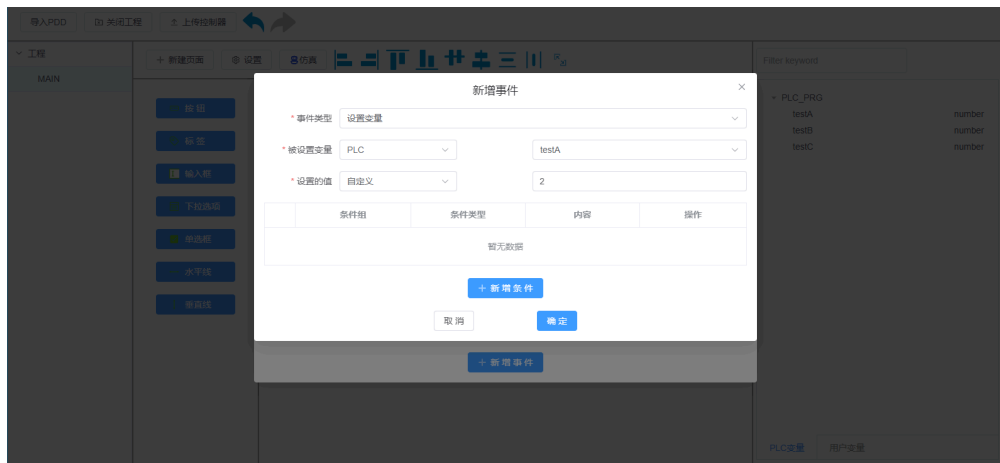 导入PDD 关闭工程 上传控制器
工程
MAIN
+ 新建页面 设置 仿真
Filter keyword
按钮
标签
输入框
下拉选项
单选框
水平线
垂直线
新增事件 ×
* 事件类型 设置变量
* 被设置变量 PLC testA
* 设置的值 自定义 2
条件组 条件类型 内容 操作
暂无数据
+ 新增条件
取消 确定
+ 新增事件
PLC_PRG
testA number
testB number
testC number
PLC变量 用户变量